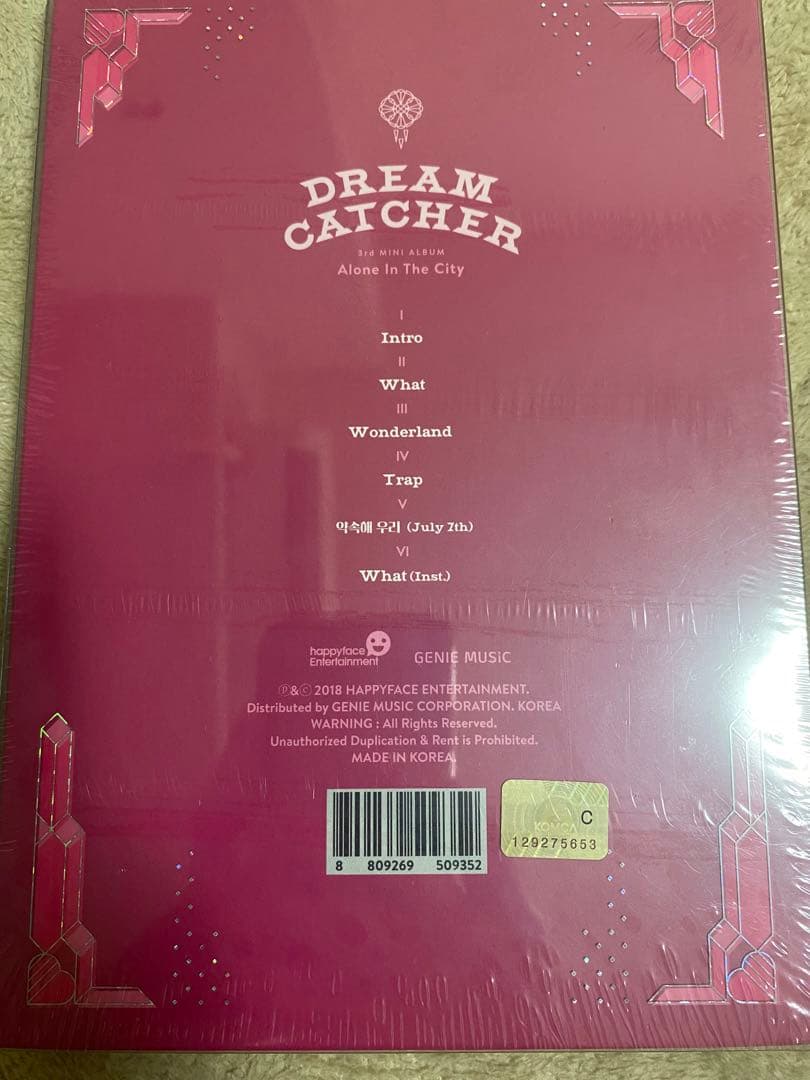 DREAM
CATCHER
3rd MINI ALBUM
Alone In The City
I
Intro
II
What
III
Wonderland
IV
Trap
V
약속해 우리 (July 7th)
VI
What (Inst.)
happyface
Entertainment
GENIE MUSiC
Ⓟ&ⓒ 2018 HAPPYFACE ENTERTAINMENT.
Distributed by GENIE MUSIC CORPORATION. KOREA
WARNING : All Rights Reserved.
Unauthorized Duplication & Rent is Prohibited.
MADE IN KOREA.
8 809269 509352
KOMCA
C
129275653